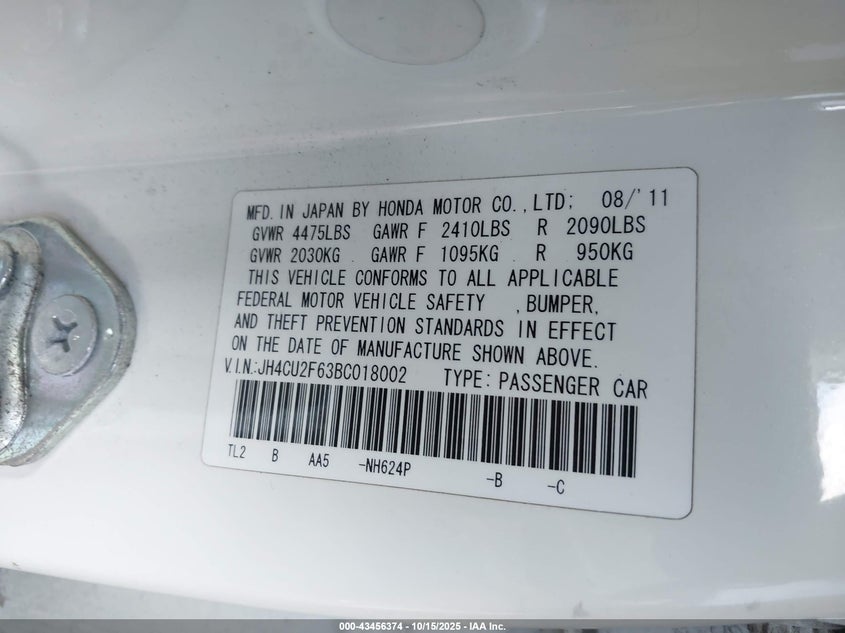 MFD. IN JAPAN BY HONDA MOTOR CO., LTD; 08/'11
GVWR 4475LBS GAWR F 2410LBS R 2090LBS
GVWR 2030KG GAWR F 1095KG R 950KG
THIS VEHICLE CONFORMS TO ALL APPLICABLE
FEDERAL MOTOR VEHICLE SAFETY , BUMPER,
AND THEFT PREVENTION STANDARDS IN EFFECT
ON THE DATE OF MANUFACTURE SHOWN ABOVE.
V.I.N.:JH4CU2F63BC018002 TYPE: PASSENGER CAR
TL2 B AA5 -NH624P -B -C
000-43456374 - 10/15/2025 - IAA Inc.